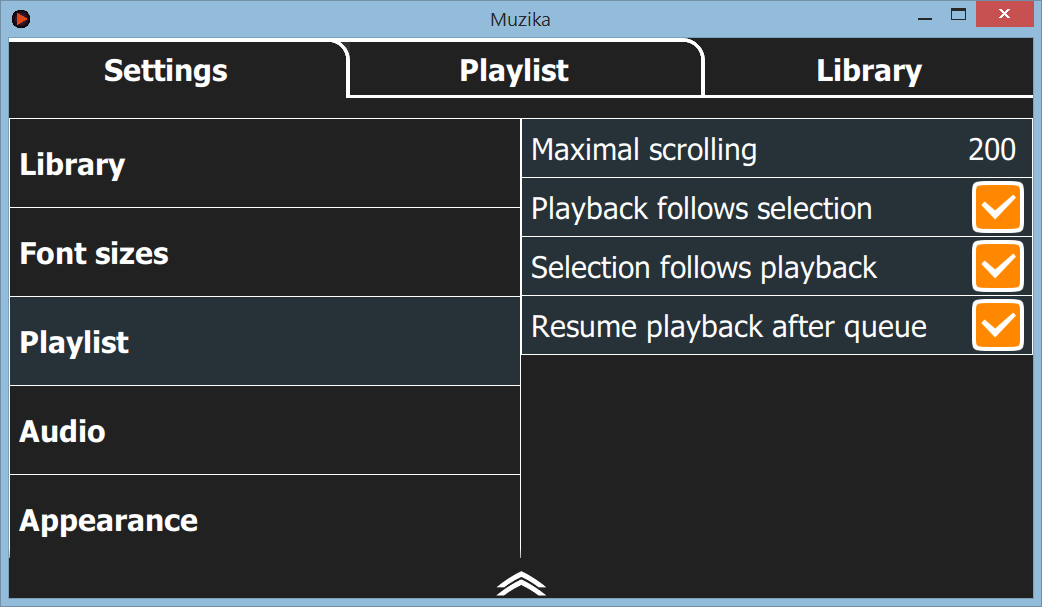 Muzika
Settings Playlist Library
Library
Font sizes
Playlist
Audio
Appearance
Maximal scrolling 200
Playback follows selection
Selection follows playback
Resume playback after queue